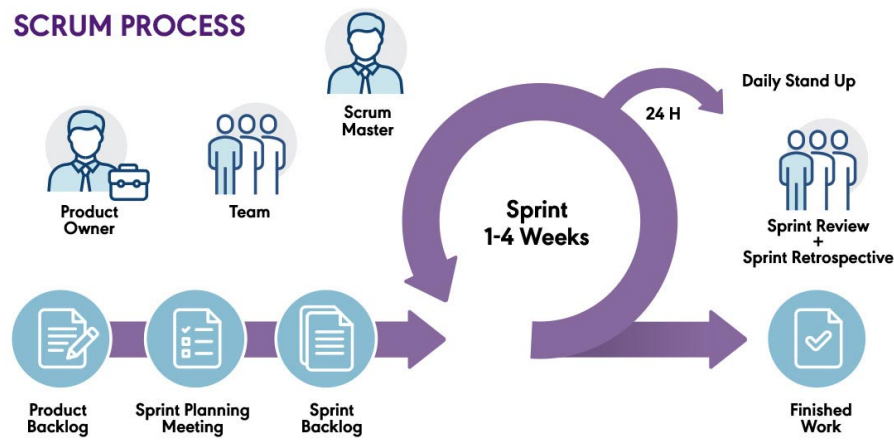 SCRUM PROCESS
Scrum
Master
Product
Owner
Team
Sprint
1-4 Weeks
24 H
Daily Stand Up
Sprint Review
+
Sprint Retrospective
Product
Backlog
Sprint Planning
Meeting
Sprint
Backlog
Finished
Work